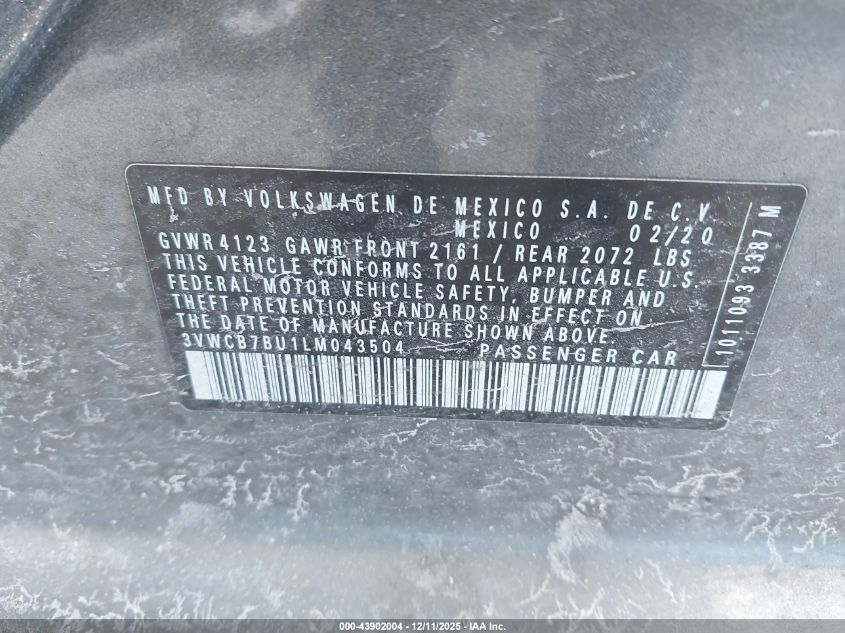 MFD BY VOLKSWAGEN DE MEXICO S.A. DE C.V.
MEXICO 02/20
GVWR 4123 GAWR FRONT 2161 / REAR 2072 LBS
THIS VEHICLE CONFORMS TO ALL APPLICABLE U.S.
FEDERAL MOTOR VEHICLE SAFETY, BUMPER AND
THEFT PREVENTION STANDARDS IN EFFECT ON
THE DATE OF MANUFACTURE SHOWN ABOVE.
3VWCB7BU1LM043504 PASSENGER CAR
1011093 3387 M
000-43902004 - 12/11/2025 - IAA Inc.